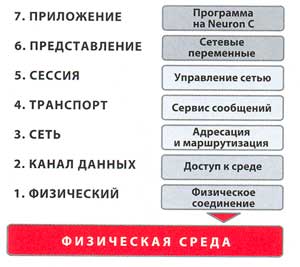 7. ПРИЛОЖЕНИЕ
Программа
на Neuron C
6. ПРЕДСТАВЛЕНИЕ
Сетевые
переменные
5. СЕССИЯ
Управление сетью
4. ТРАНСПОРТ
Сервис сообщений
3. СЕТЬ
Адресация
и маршрутизация
2. КАНАЛ ДАННЫХ
Доступ к среде
1. ФИЗИЧЕСКИЙ
Физическое
соединение
ФИЗИЧЕСКАЯ СРЕДА